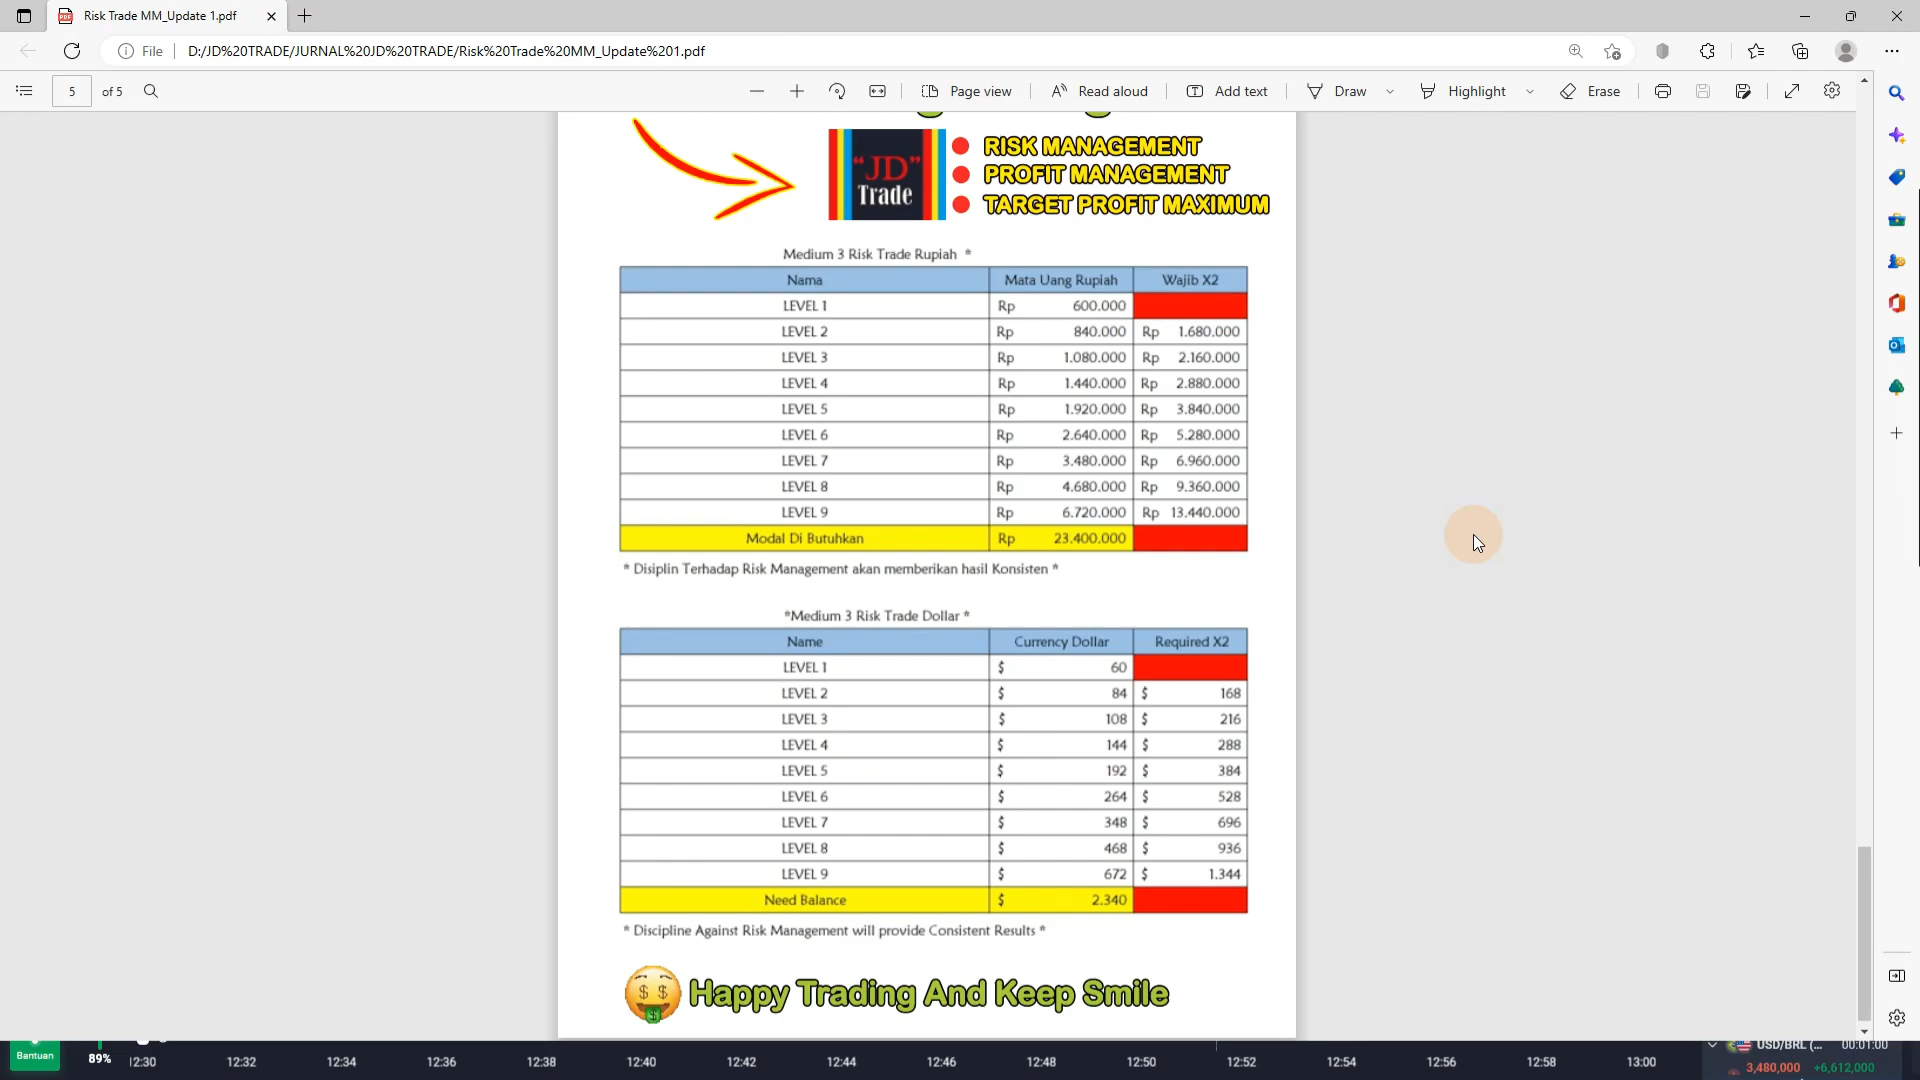 Risk Trade MM_Update 1.pdf
File D:/JD%20TRADE/JURNAL%20JD%20TRADE/Risk%20Trade%20MM_Update%201.pdf
5 of 5 Page view Read aloud Add text Draw Highlight Erase
"JD" Trade
RISK MANAGEMENT
PROFIT MANAGEMENT
TARGET PROFIT MAXIMUM
Medium 3 Risk Trade Rupiah *
Nama Mata Uang Rupiah Wajib X2
LEVEL 1 Rp 600.000
LEVEL 2 Rp 840.000 Rp 1.680.000
LEVEL 3 Rp 1.080.000 Rp 2.160.000
LEVEL 4 Rp 1.440.000 Rp 2.880.000
LEVEL 5 Rp 1.920.000 Rp 3.840.000
LEVEL 6 Rp 2.640.000 Rp 5.280.000
LEVEL 7 Rp 3.480.000 Rp 6.960.000
LEVEL 8 Rp 4.680.000 Rp 9.360.000
LEVEL 9 Rp 6.720.000 Rp 13.440.000
Modal Di Butuhkan Rp 23.400.000
* Disiplin Terhadap Risk Management akan memberikan hasil Konsisten *
*Medium 3 Risk Trade Dollar *
Name Currency Dollar Required X2
LEVEL 1 $ 60
LEVEL 2 $ 84 $ 168
LEVEL 3 $ 108 $ 216
LEVEL 4 $ 144 $ 288
LEVEL 5 $ 192 $ 384
LEVEL 6 $ 264 $ 528
LEVEL 7 $ 348 $ 696
LEVEL 8 $ 468 $ 936
LEVEL 9 $ 672 $ 1.344
Need Balance $ 2.340
* Discipline Against Risk Management will provide Consistent Results *
Happy Trading And Keep Smile
Bantuan 89% 12:30 12:32 12:34 12:36 12:38 12:40 12:42 12:44 12:46 12:48 12:50 12:52 12:54 12:56 12:58 13:00
USD/BRL (... 00:01:00
3,480,000 +6,612,000